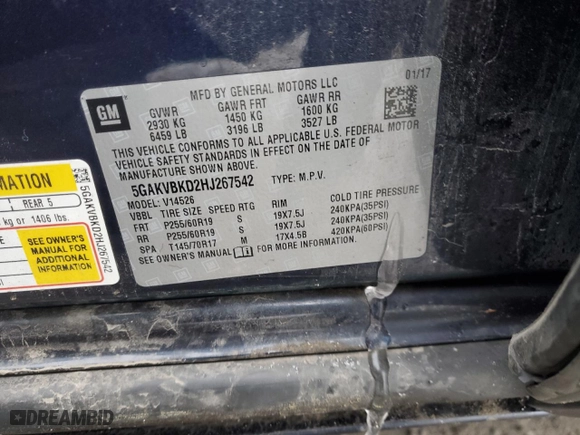 MFD BY GENERAL MOTORS LLC
01/17
GM
GVWR GAWR FRT GAWR RR
2930 KG 1450 KG 1600 KG
6459 LB 3196 LB 3527 LB
THIS VEHICLE CONFORMS TO ALL APPLICABLE U.S. FEDERAL MOTOR
VEHICLE SAFETY STANDARDS IN EFFECT ON THE DATE OF
MANUFACTURE SHOWN ABOVE.
5GAKVBKD2HJ267542 TYPE: M.P.V.
MODEL: V14526
VBBL TIRE SIZE SPEED RTG RIM COLD TIRE PRESSURE
FRT P255/60R19 S 19X7.5J 240KPA(35PSI)
RR P255/60R19 S 19X7.5J 240KPA(35PSI)
SPA T145/70R17 M 17X4.5B 420KPA(60PSI)
SEE OWNER'S MANUAL FOR MORE INFORMATION.
RMATION
1 REAR 5
kg or 1406 lbs.
SEE OWNER'S
MANUAL FOR
ADDITIONAL
INFORMATION
5GAKVBKD2HJ267542
DREAMBID